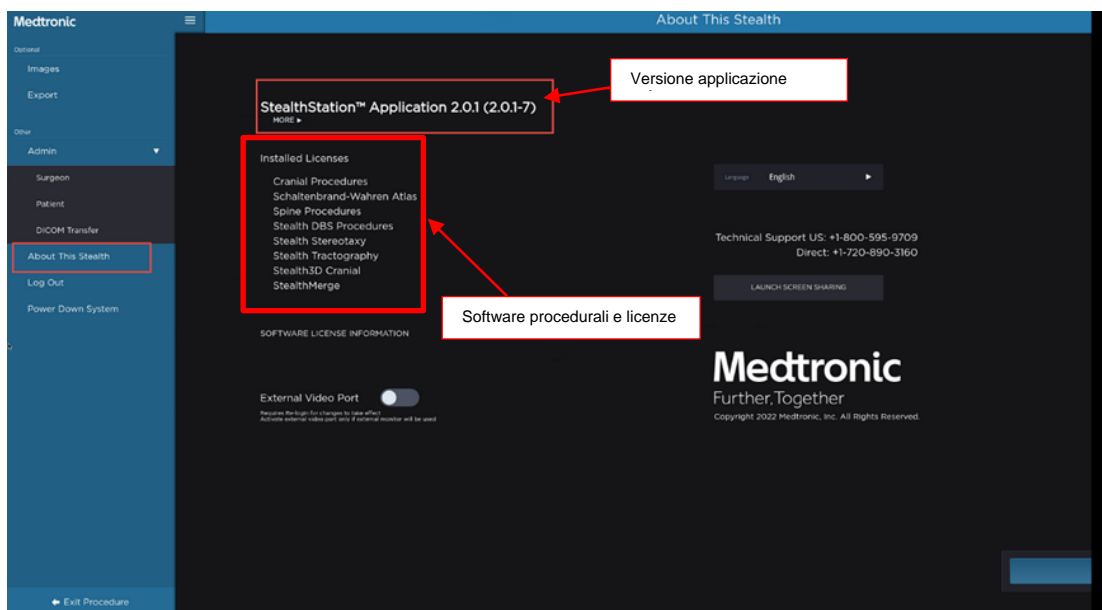 Medtronic
About This Stealth
Optional
Images
Export
Other
Admin
Surgeon
Patient
DICOM Transfer
About This Stealth
Log Out
Power Down System
Exit Procedure
Versione applicazione
StealthStation™ Application 2.0.1 (2.0.1-7)
MORE
Installed Licenses
Cranial Procedures
Schaltenbrand-Wahren Atlas
Spine Procedures
Stealth DBS Procedures
Stealth Stereotaxy
Stealth Tractography
Stealth3D Cranial
StealthMerge
Software procedurali e licenze
SOFTWARE LICENSE INFORMATION
External Video Port
Requires Re-login for changes to take effect
Activate external video port only if external monitor will be used
Language English
Technical Support US: +1-800-595-9709
Direct: +1-720-890-3160
LAUNCH SCREEN SHARING
Medtronic
Further, Together
Copyright 2022 Medtronic, Inc. All Rights Reserved.